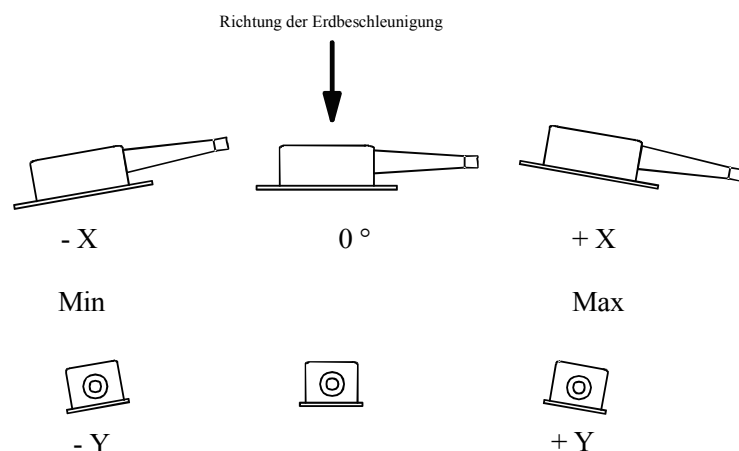 Richtung der Erdbeschleunigung
- X 0 ° + X
Min Max
- Y + Y